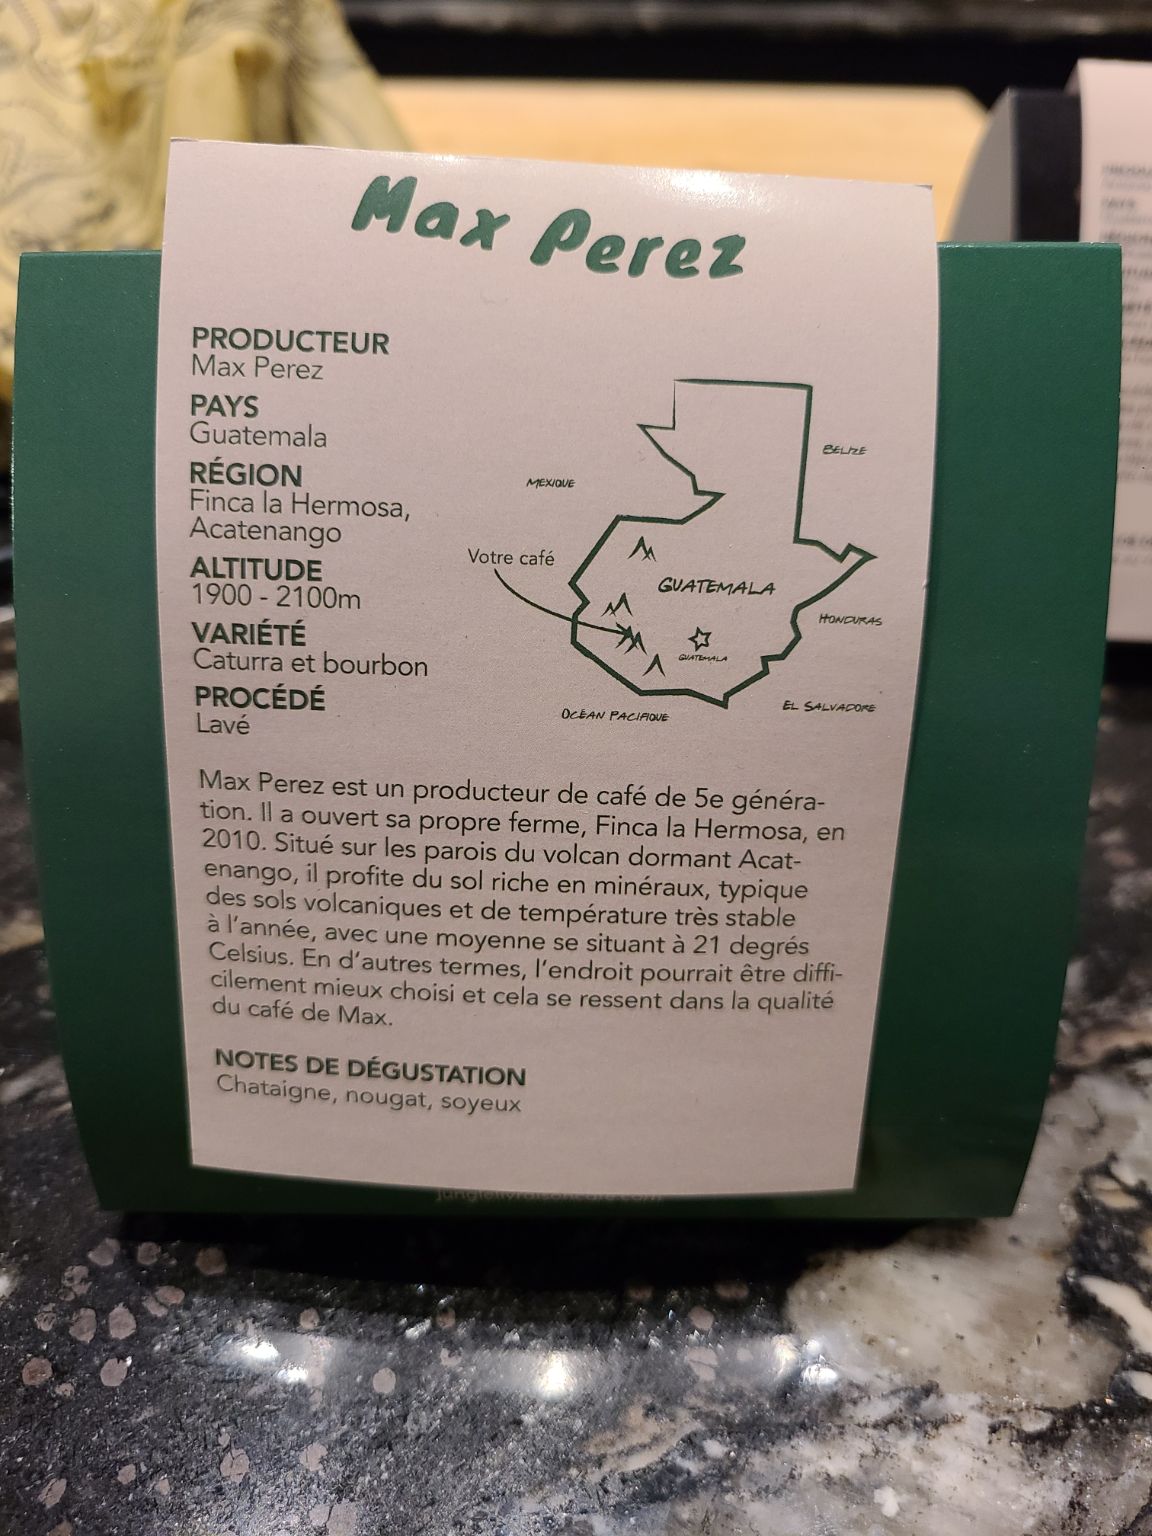 Max Perez
PRODUCTEUR
Max Perez
PAYS
Guatemala
RÉGION
Finca la Hermosa,
Acatenango
ALTITUDE
1900 - 2100m
VARIÉTÉ
Caturra et bourbon
PROCÉDÉ
Lavé
MEXIQUE
BELIZE
Votre café
GUATEMALA
HONDURAS
GUATEMALA
EL SALVADORE
OCÉAN PACIFIQUE
Max Perez est un producteur de café de 5e généra-
tion. Il a ouvert sa propre ferme, Finca la Hermosa, en
2010. Situé sur les parois du volcan dormant Acat-
enango, il profite du sol riche en minéraux, typique
des sols volcaniques et de température très stable
à l'année, avec une moyenne se situant à 21 degrés
Celsius. En d'autres termes, l'endroit pourrait être diffi-
cilement mieux choisi et cela se ressent dans la qualité
du café de Max.
NOTES DE DÉGUSTATION
Chataigne, nougat, soyeux